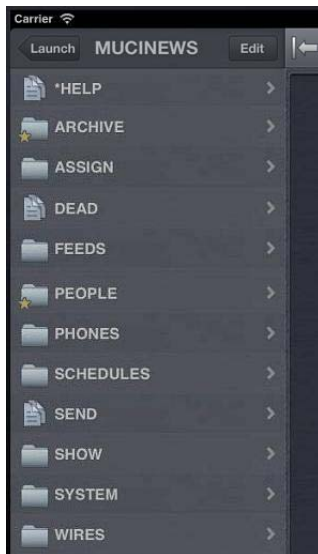 Carrier
Launch MUCINEWS Edit
*HELP
ARCHIVE
ASSIGN
DEAD
FEEDS
PEOPLE
PHONES
SCHEDULES
SEND
SHOW
SYSTEM
WIRES